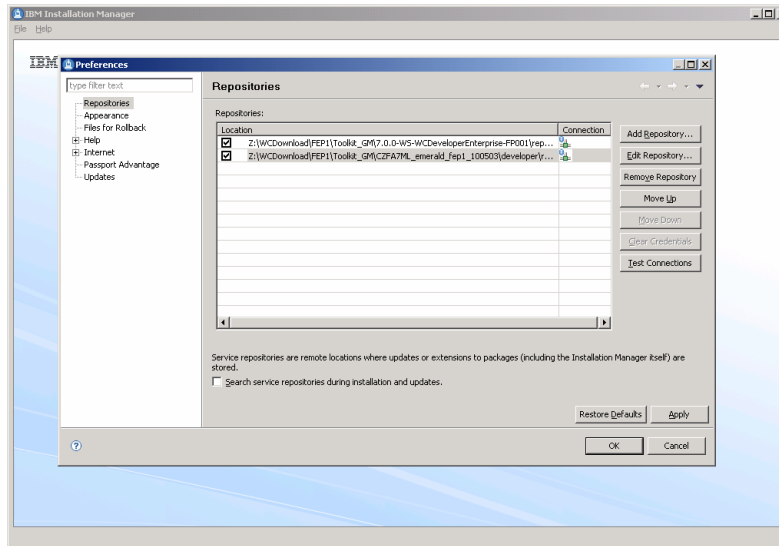 IBM Installation Manager
File Help
IBM
Preferences
type filter text
Repositories
Appearance
Files for Rollback
Help
Internet
Passport Advantage
Updates
Repositories
Repositories:
Location Connection
Z:\WCDownload\FEP1\Toolkit_GM\7.0.0-WS-WCDeveloperEnterprise-FP001\rep...
Z:\WCDownload\FEP1\Toolkit_GM\CZFA7ML_emerald_fep1_100503\developer\r...
Add Repository...
Edit Repository...
Remove Repository
Move Up
Move Down
Clear Credentials
Test Connections
Service repositories are remote locations where updates or extensions to packages (including the Installation Manager itself) are
stored.
Search service repositories during installation and updates.
Restore Defaults Apply
OK Cancel